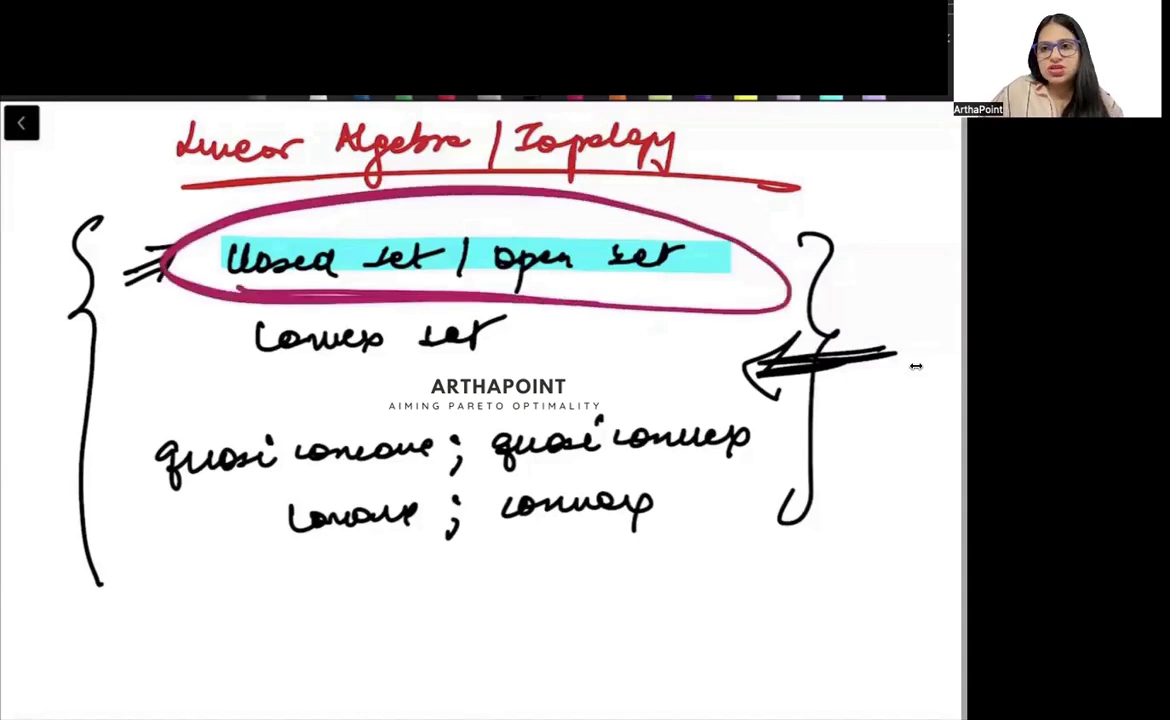 ArthaPoint
Linear Algebra / Topology
Closed set / open set
Convex set
ARTHAPOINT
AIMING PARETO OPTIMALITY
quasi concave ; quasi convex
concave ; convex